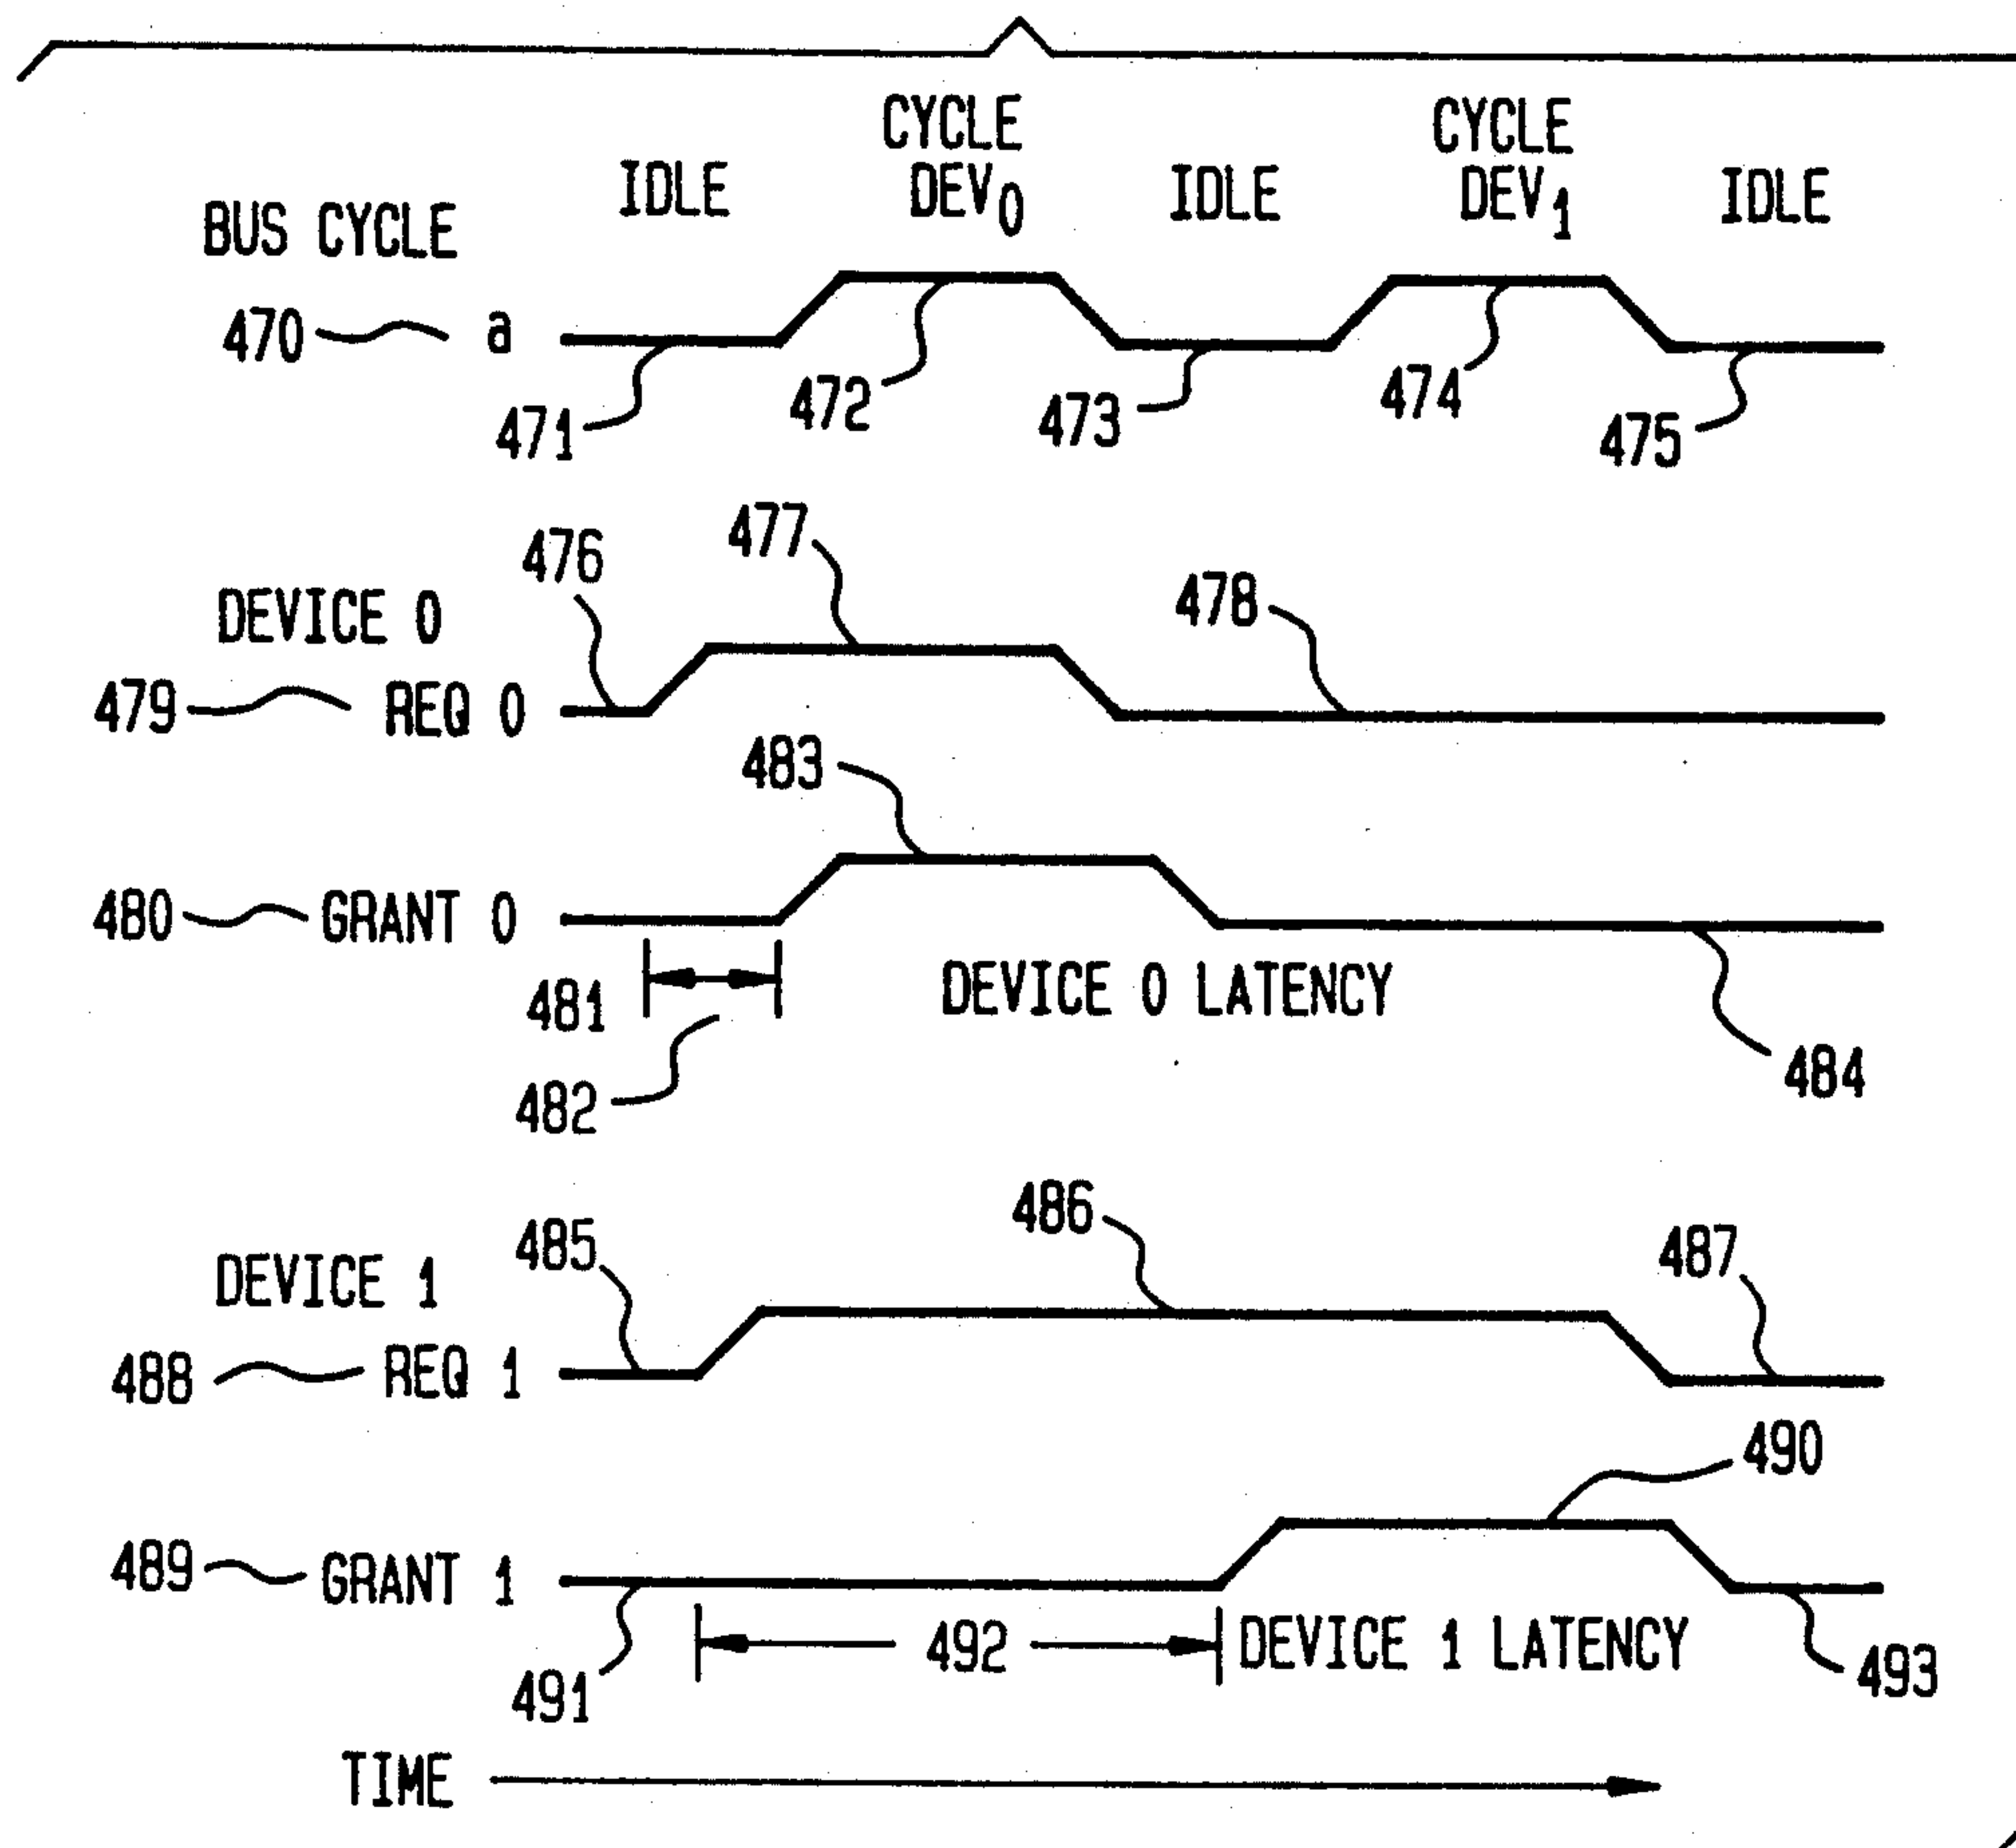 CYCLE CYCLE
IDLE DEV0 IDLE DEV1 IDLE
BUS CYCLE
470 a
471 472 473 474 475
476 477 478
DEVICE 0
479 REQ 0
483
480 GRANT 0
481 DEVICE 0 LATENCY
482 484
485 486 487
DEVICE 1
488 REQ 1
490
489 GRANT 1
491 492 DEVICE 1 LATENCY 493
TIME